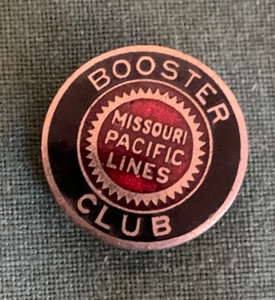 BOOSTER
MISSOURI
PACIFIC
LINES
CLUB